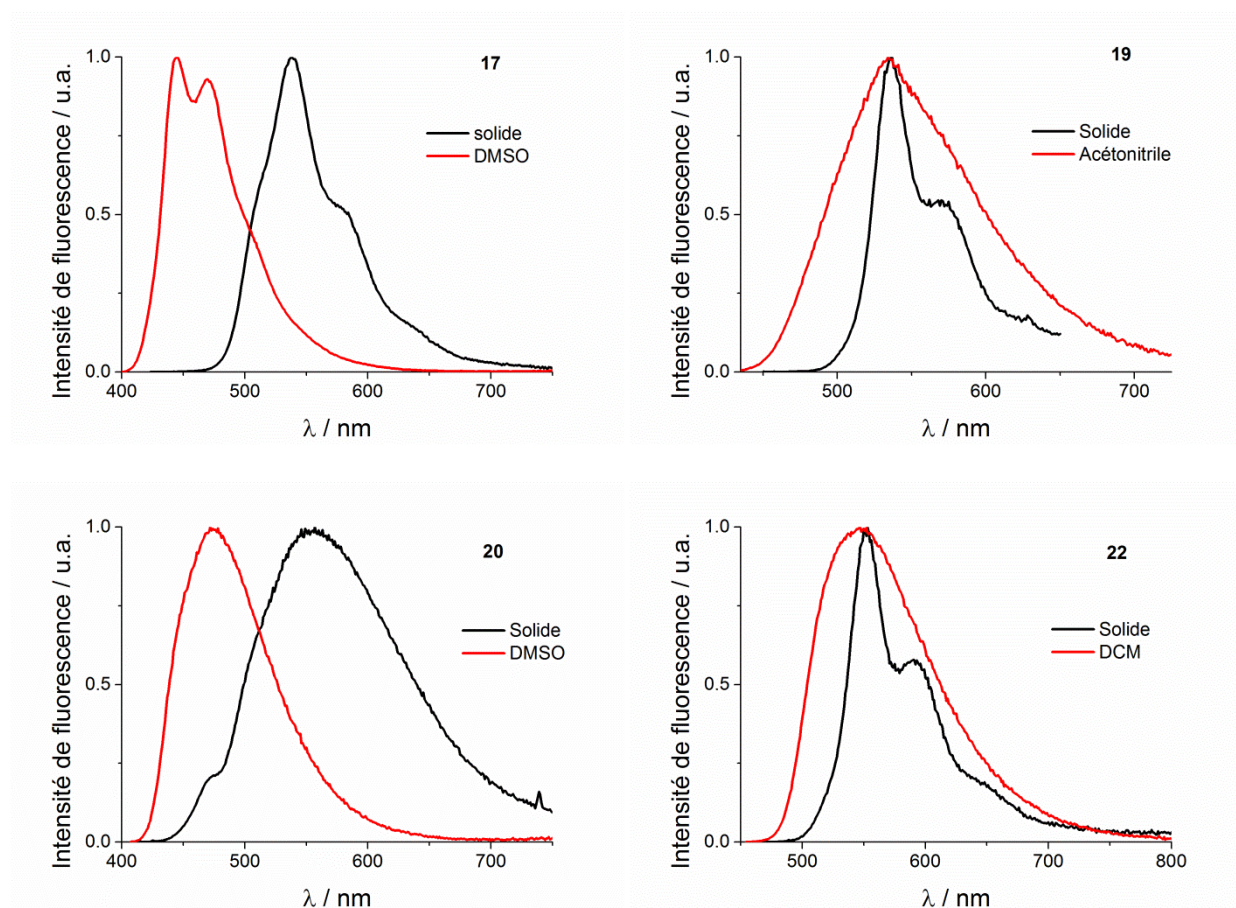 17
solide
DMSO
Intensité de fluorescence / u.a.
1.0
0.5
0.0
400
500
600
700
λ / nm
19
Solide
Acétonitrile
Intensité de fluorescence / u.a.
1.0
0.5
0.0
500
600
700
λ / nm
20
Solide
DMSO
Intensité de fluorescence / u.a.
1.0
0.5
0.0
400
500
600
700
λ / nm
22
Solide
DCM
Intensité de fluorescence / u.a.
1.0
0.5
0.0
500
600
700
800
λ / nm